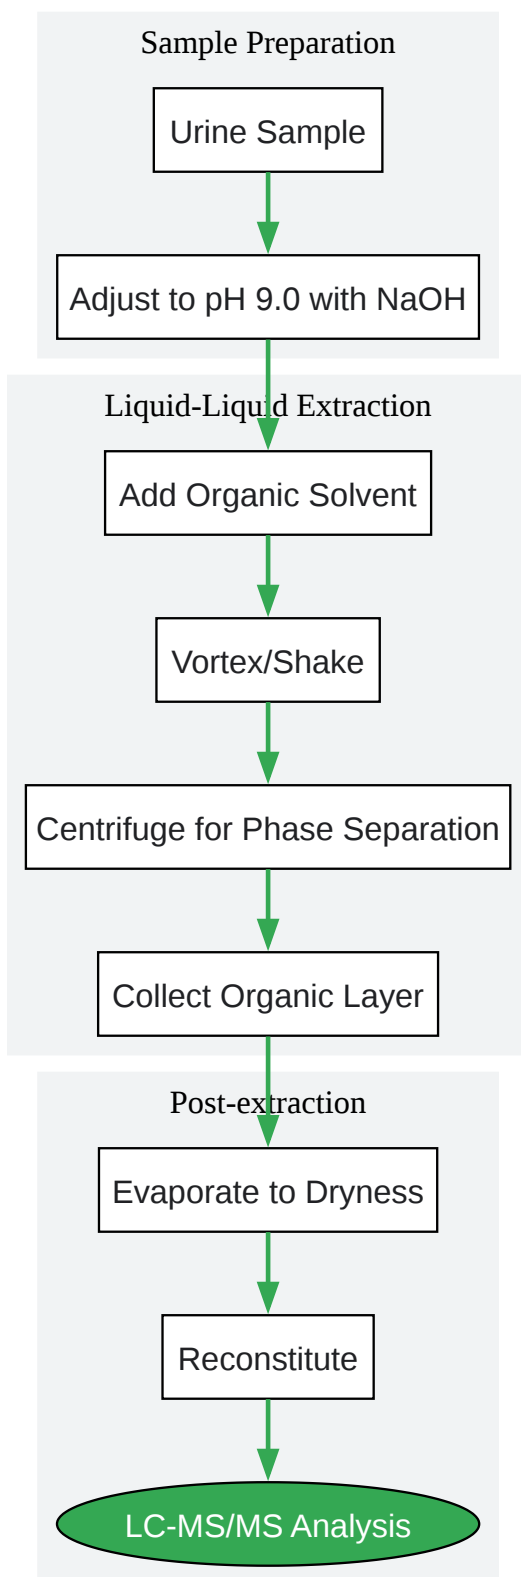 Sample Preparation
Urine Sample
Adjust to pH 9.0 with NaOH
Liquid-Liquid Extraction
Add Organic Solvent
Vortex/Shake
Centrifuge for Phase Separation
Collect Organic Layer
Post-extraction
Evaporate to Dryness
Reconstitute
LC-MS/MS Analysis